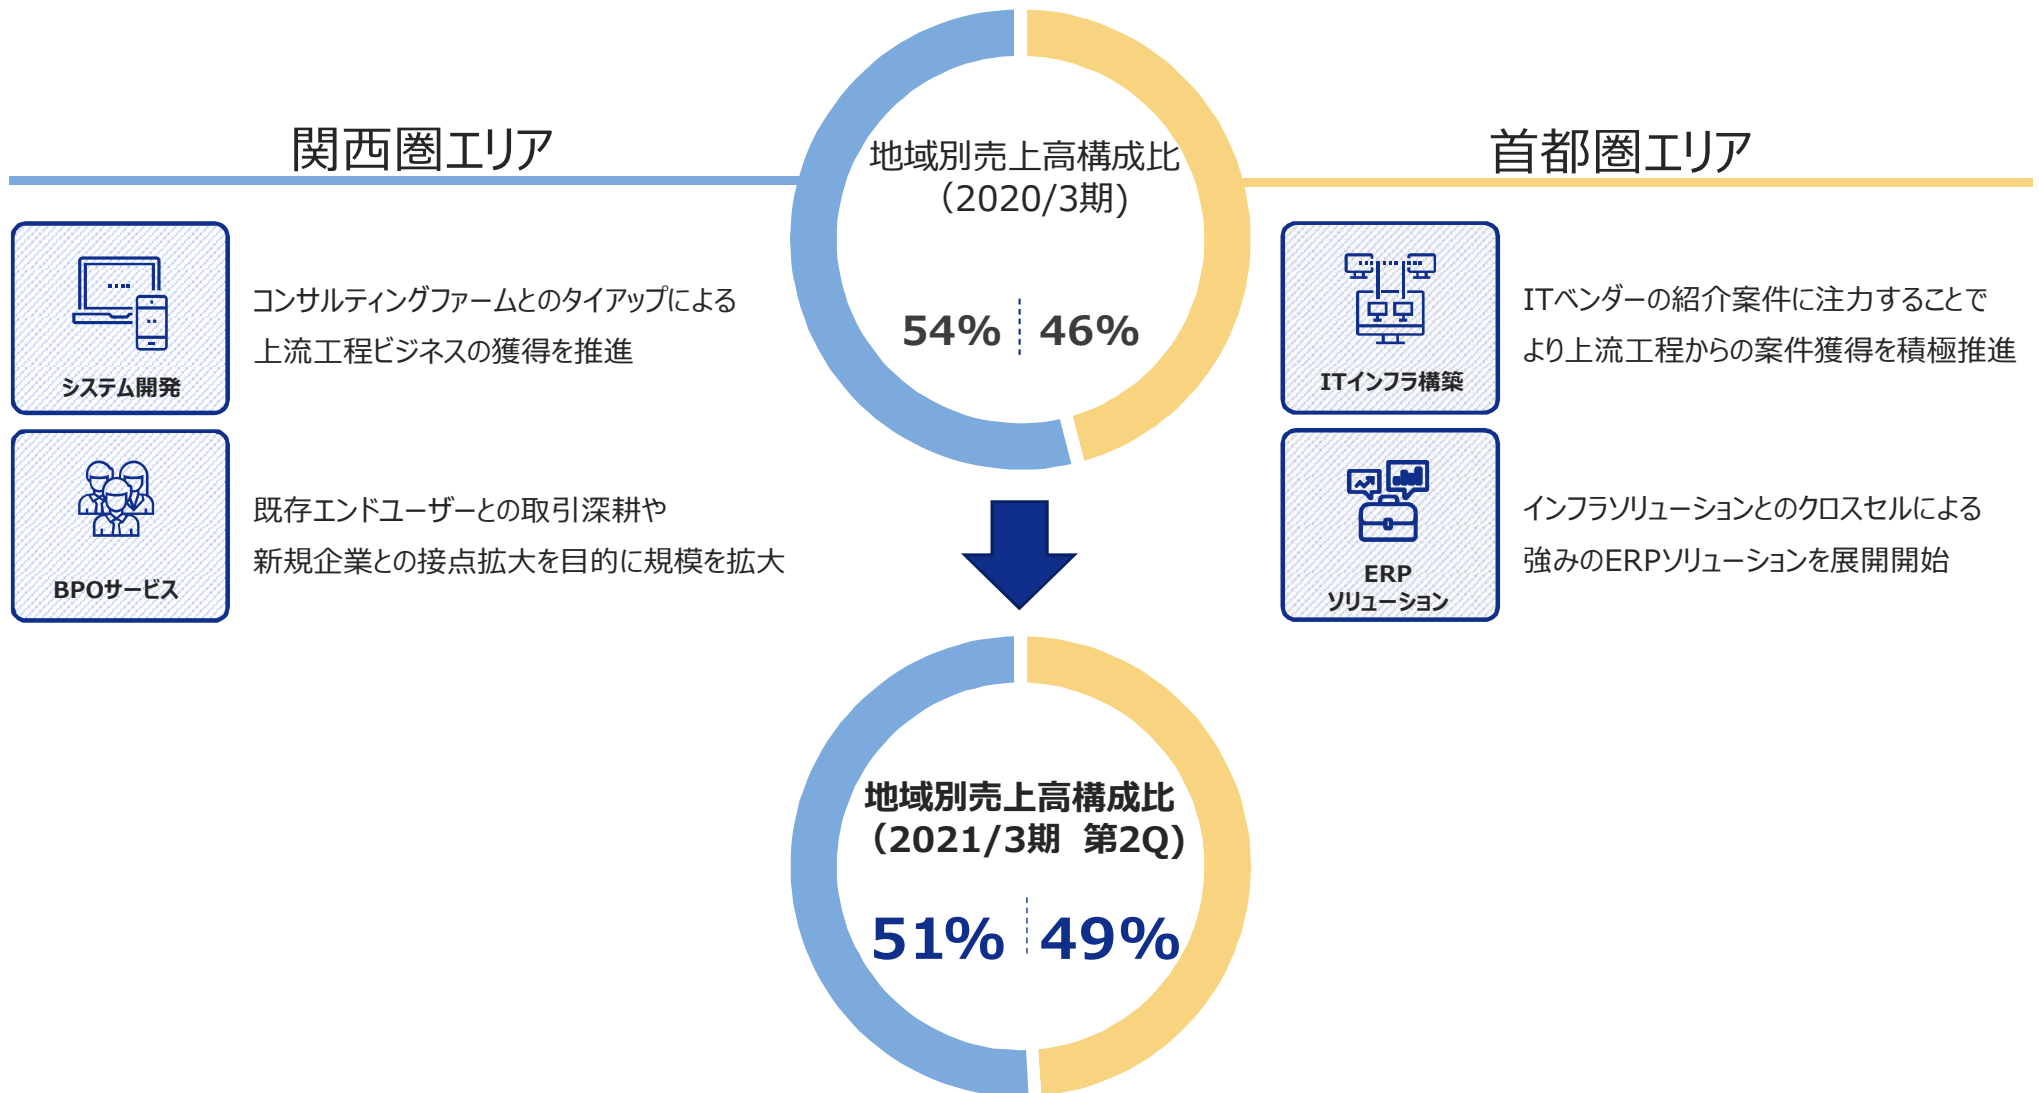 関西圏エリア
システム開発
コンサルティングファームとのタイアップによる
上流工程ビジネスの獲得を推進
BPOサービス
既存エンドユーザーとの取引深耕や
新規企業との接点拡大を目的に規模を拡大
地域別売上高構成比
（2020/3期)
54% 46%
首都圏エリア
ITインフラ構築
ITベンダーの紹介案件に注力することで
より上流工程からの案件獲得を積極推進
ERP
ソリューション
インフラソリューションとのクロスセルによる
強みのERPソリューションを展開開始
地域別売上高構成比
（2021/3期 第2Q)
51% 49%